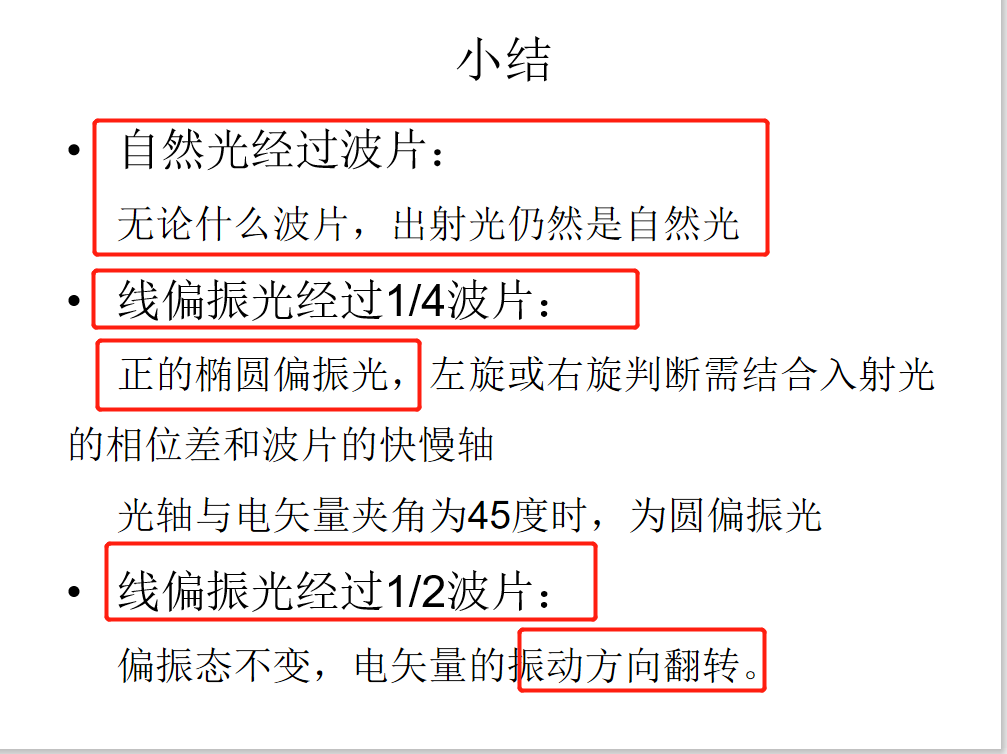 小结
• 自然光经过波片：
无论什么波片，出射光仍然是自然光
• 线偏振光经过1/4波片：
正的椭圆偏振光，左旋或右旋判断需结合入射光
的相位差和波片的快慢轴
光轴与电矢量夹角为45度时，为圆偏振光
• 线偏振光经过1/2波片：
偏振态不变，电矢量的振动方向翻转。